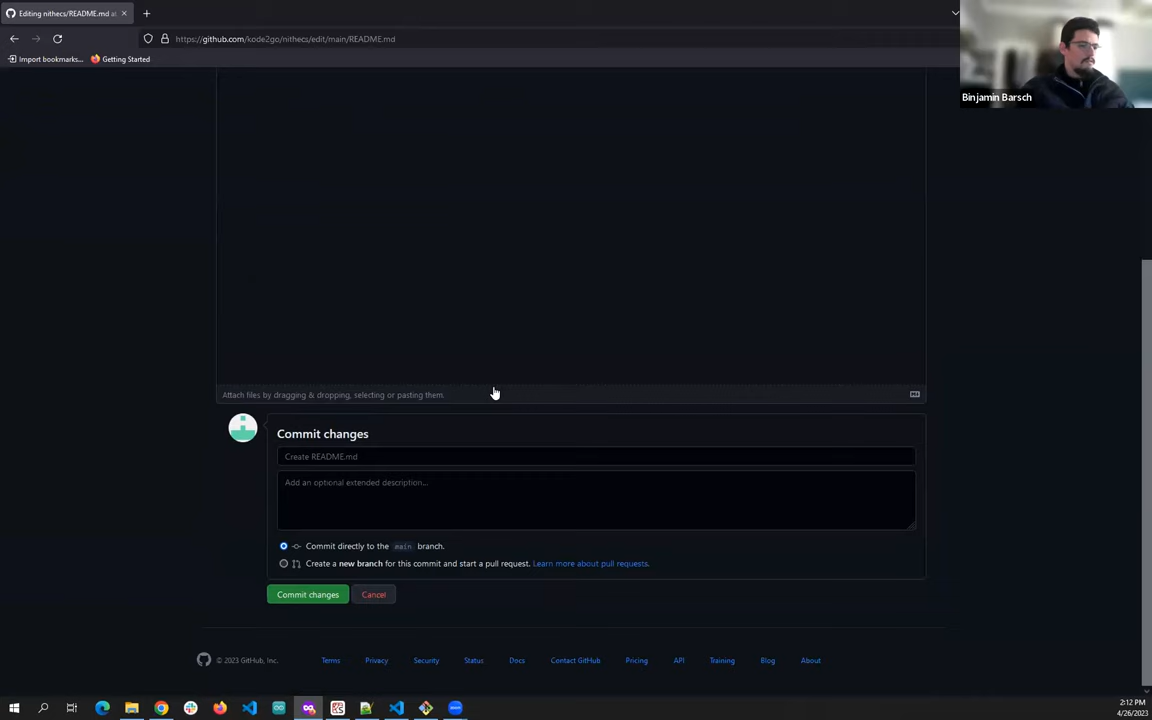 Editing nithecs/README.md at
https://github.com/kode2go/nithecs/edit/main/README.md
Import bookmarks...
Getting Started
Binjamin Barsch
Attach files by dragging & dropping, selecting or pasting them.
Commit changes
Create README.md
Add an optional extended description...
Commit directly to the main branch.
Create a new branch for this commit and start a pull request. Learn more about pull requests.
Commit changes
Cancel
© 2023 GitHub, Inc.
Terms
Privacy
Security
Status
Docs
Contact GitHub
Pricing
API
Training
Blog
About
2:12 PM
4/26/2023